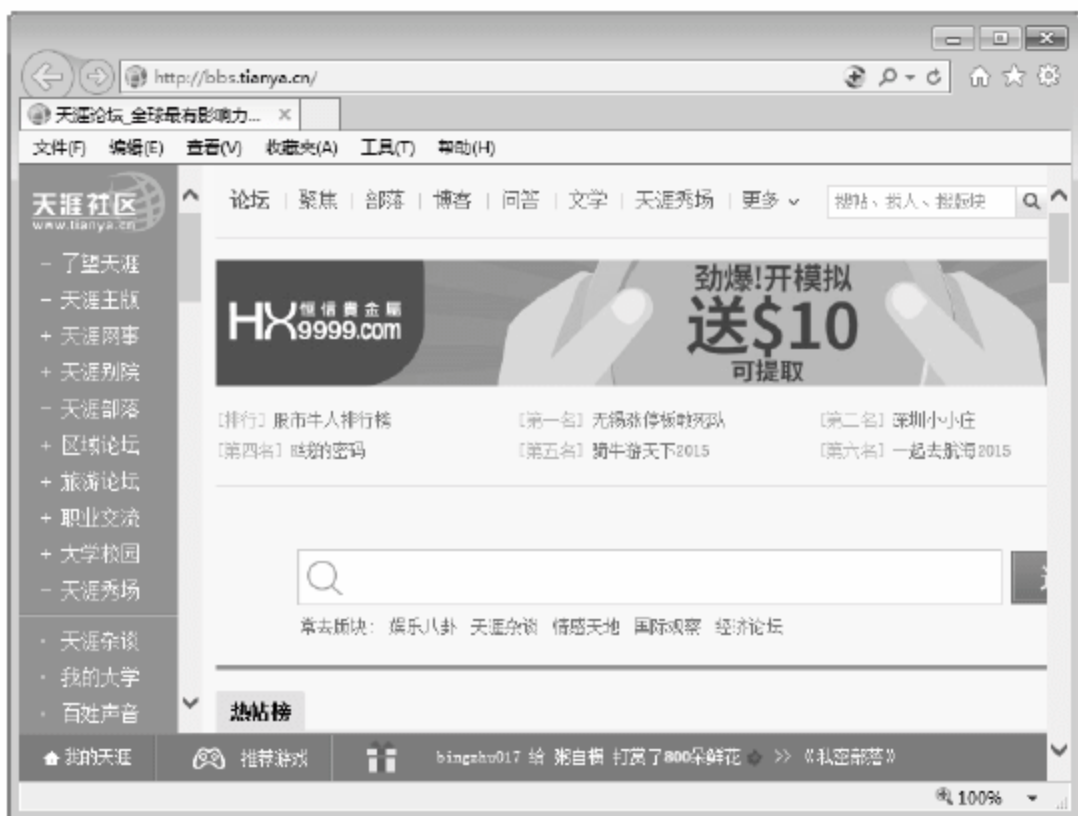 http://bbs.tianya.cn/
天涯论坛_全球最有影响力...
文件(F) 编辑(E) 查看(V) 收藏夹(A) 工具(T) 帮助(H)
天涯社区
www.tianya.cn
论坛 | 聚焦 | 部落 | 博客 | 问答 | 文学 | 天涯秀场 | 更多
搜帖、找人、搜版块
- 了望天涯
- 天涯主版
+ 天涯网事
+ 天涯别院
- 天涯部落
+ 区域论坛
+ 旅游论坛
+ 职业交流
+ 大学校园
- 天涯秀场
· 天涯杂谈
· 我的大学
· 百姓声音
HX 恒信貴金屬
9999.com
劲爆!开模拟
送$10
可提取
[排行] 股市牛人排行榜 [第一名] 无锡涨停板敢死队 [第二名] 深圳小小庄
[第四名] 的密码 [第五名] 骑牛游天下2015 [第六名] 一起去航海2015
常去版块: 娱乐八卦 天涯杂谈 情感天地 国际观察 经济论坛
热帖榜
我的天涯 推荐游戏 给 打赏了800朵鲜花 >> 《私密部落》
100%